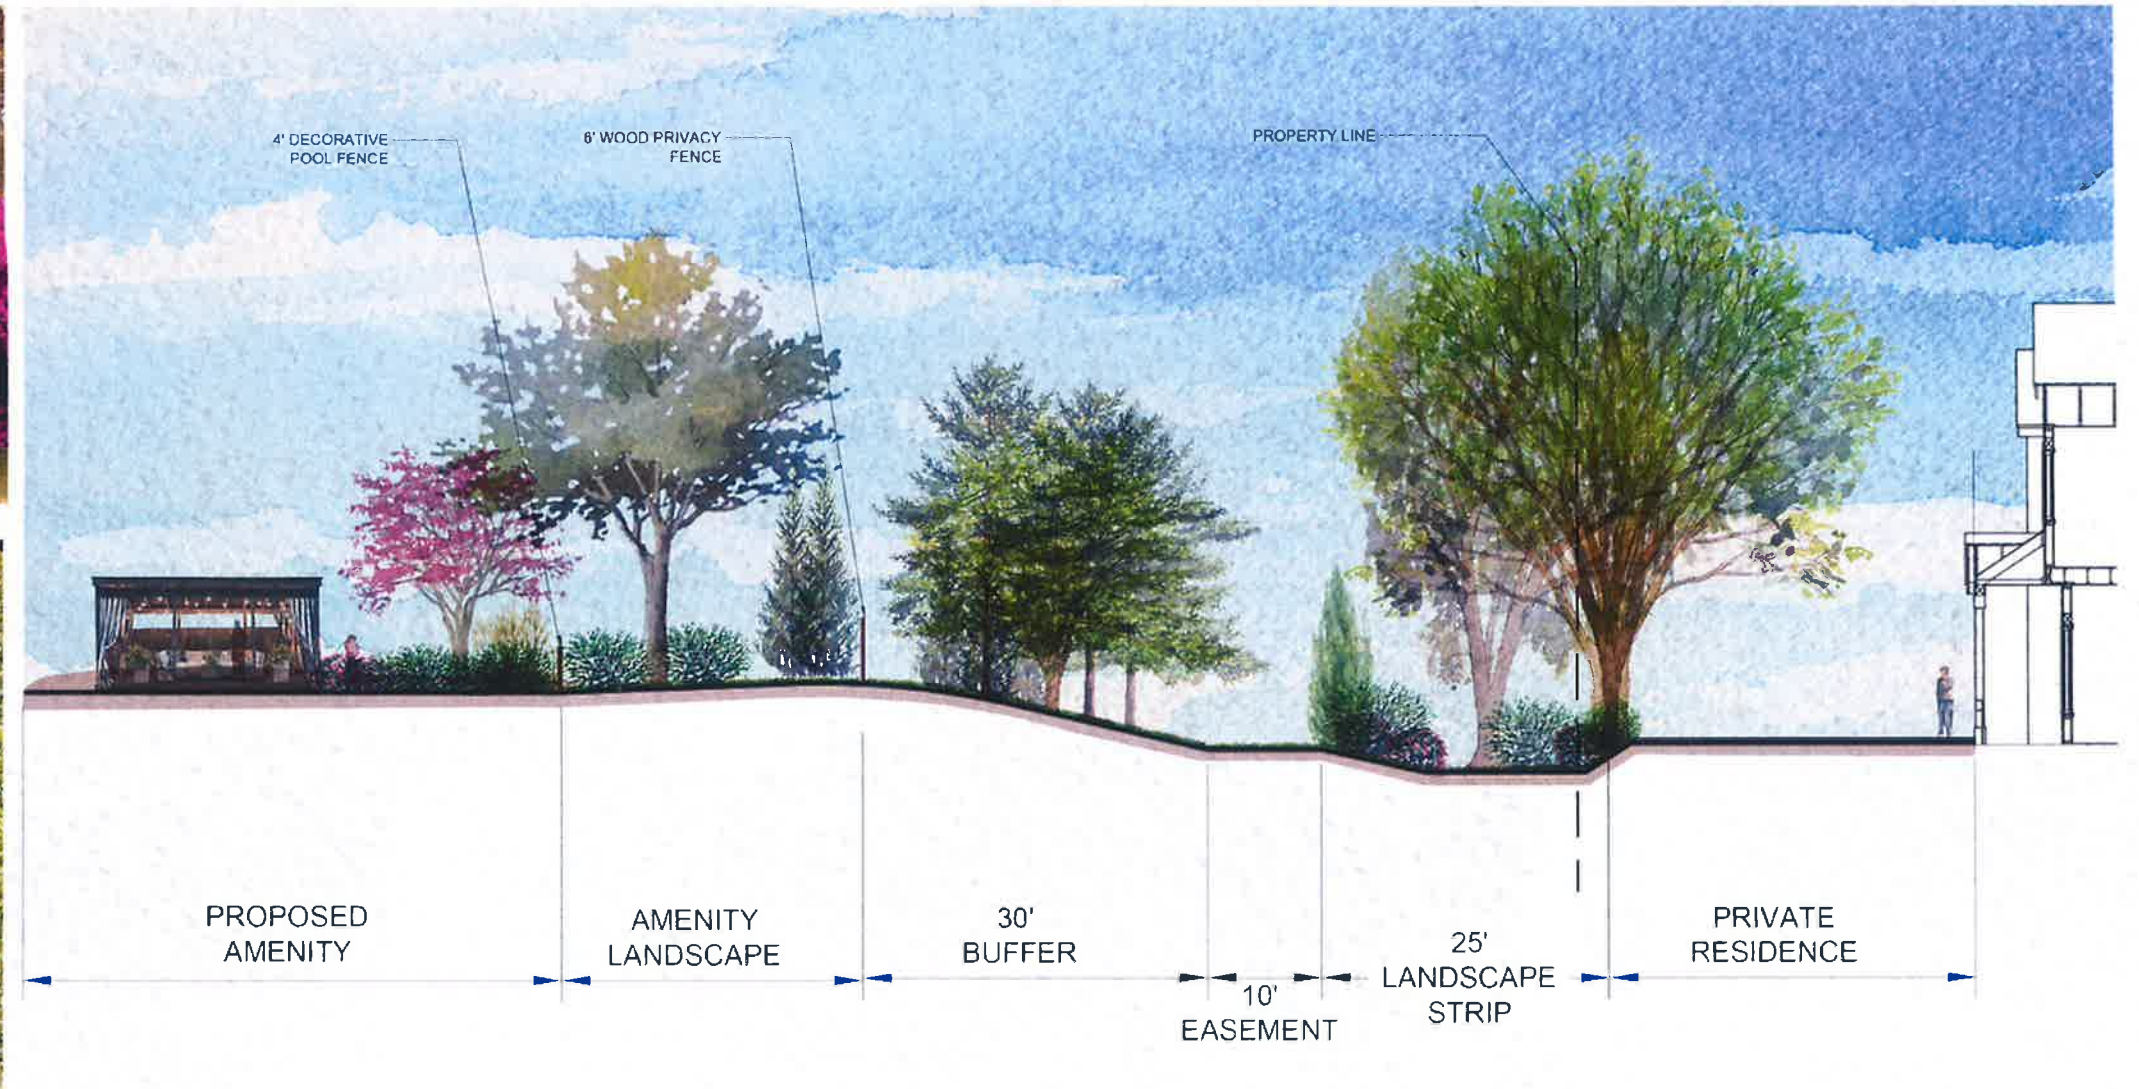 4' DECORATIVE
POOL FENCE
6' WOOD PRIVACY
FENCE
PROPERTY LINE
PROPOSED
AMENITY
AMENITY
LANDSCAPE
30'
BUFFER
10'
EASEMENT
25'
LANDSCAPE
STRIP
PRIVATE
RESIDENCE